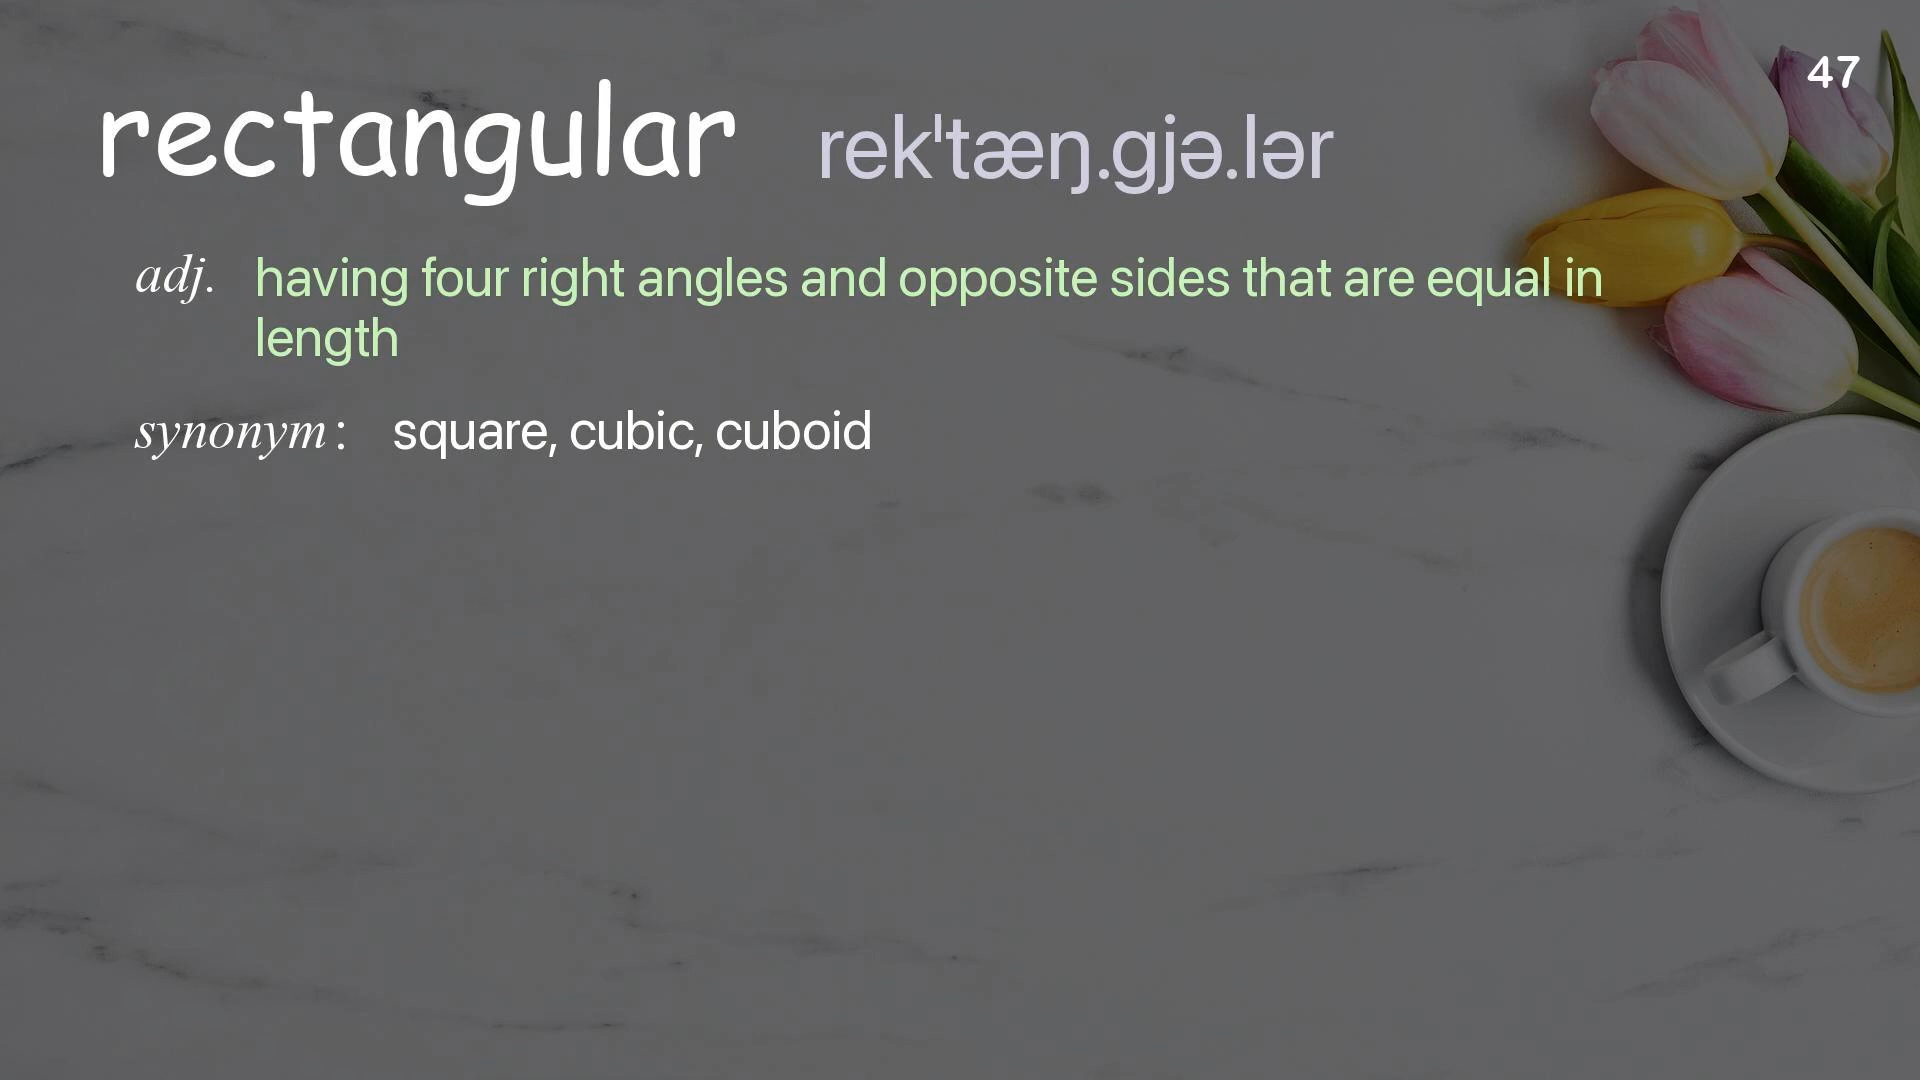 47
rectangular rek'tæŋ.gjə.lər
adj. having four right angles and opposite sides that are equal in
length
synonym: square, cubic, cuboid